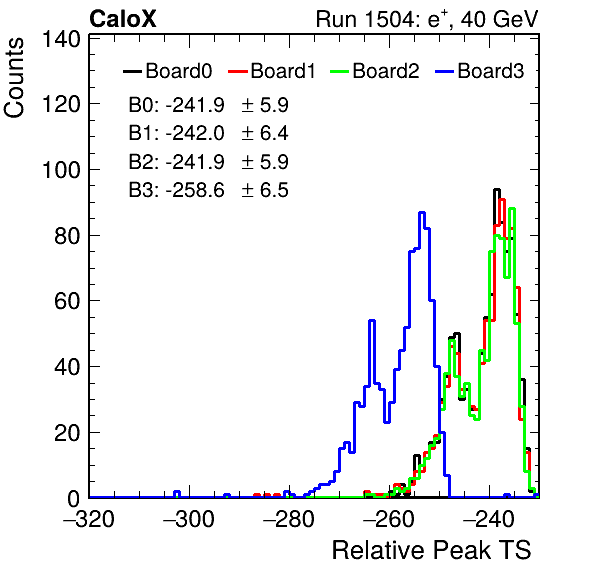 CaloX Run 1504: e⁺, 40 GeV
Counts
140
Board0 Board1 Board2 Board3
B0: -241.9 ± 5.9
120
B1: -242.0 ± 6.4
B2: -241.9 ± 5.9
100
B3: -258.6 ± 6.5
80
60
40
20
0
−320 −300 −280 −260 −240
Relative Peak TS